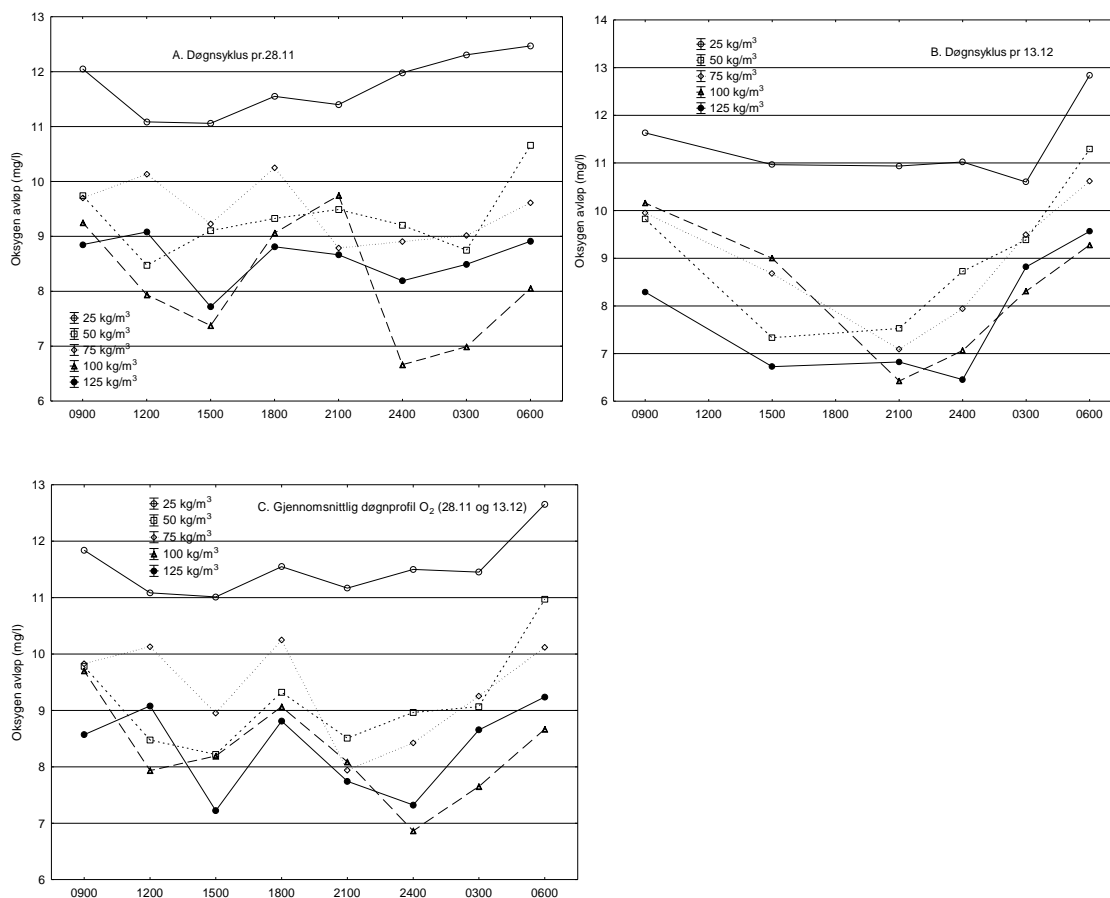 A. Døgnsyklus pr.28.11
Oksygen avløp (mg/l)
13
12
11
10
9
8
7
6
25 kg/m³
50 kg/m³
75 kg/m³
100 kg/m³
125 kg/m³
0900 1200 1500 1800 2100 2400 0300 0600
B. Døgnsyklus pr 13.12
Oksygen avløp (mg/l)
14
13
12
11
10
9
8
7
6
25 kg/m³
50 kg/m³
75 kg/m³
100 kg/m³
125 kg/m³
0900 1200 1500 1800 2100 2400 0300 0600
C. Gjennomsnittlig døgnprofil O₂ (28.11 og 13.12)
Oksygen avløp (mg/l)
13
12
11
10
9
8
7
6
25 kg/m³
50 kg/m³
75 kg/m³
100 kg/m³
125 kg/m³
0900 1200 1500 1800 2100 2400 0300 0600